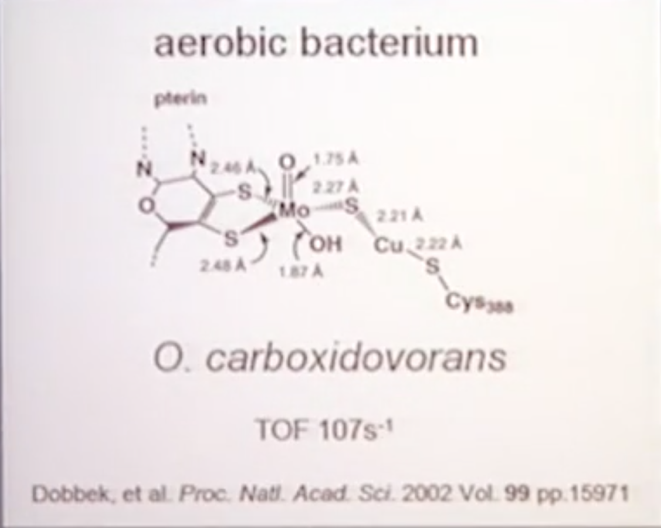 aerobic bacterium
pterin
N
N
2.46 Å
O
1.75 Å
S
2.27 Å
O
Mo
S
2.21 Å
S
OH
Cu
2.22 Å
2.48 Å
1.87 Å
S
Cys388
O. carboxidovorans
TOF 107s-1
Dobbek, et al. Proc. Natl. Acad. Sci. 2002 Vol. 99 pp.15971